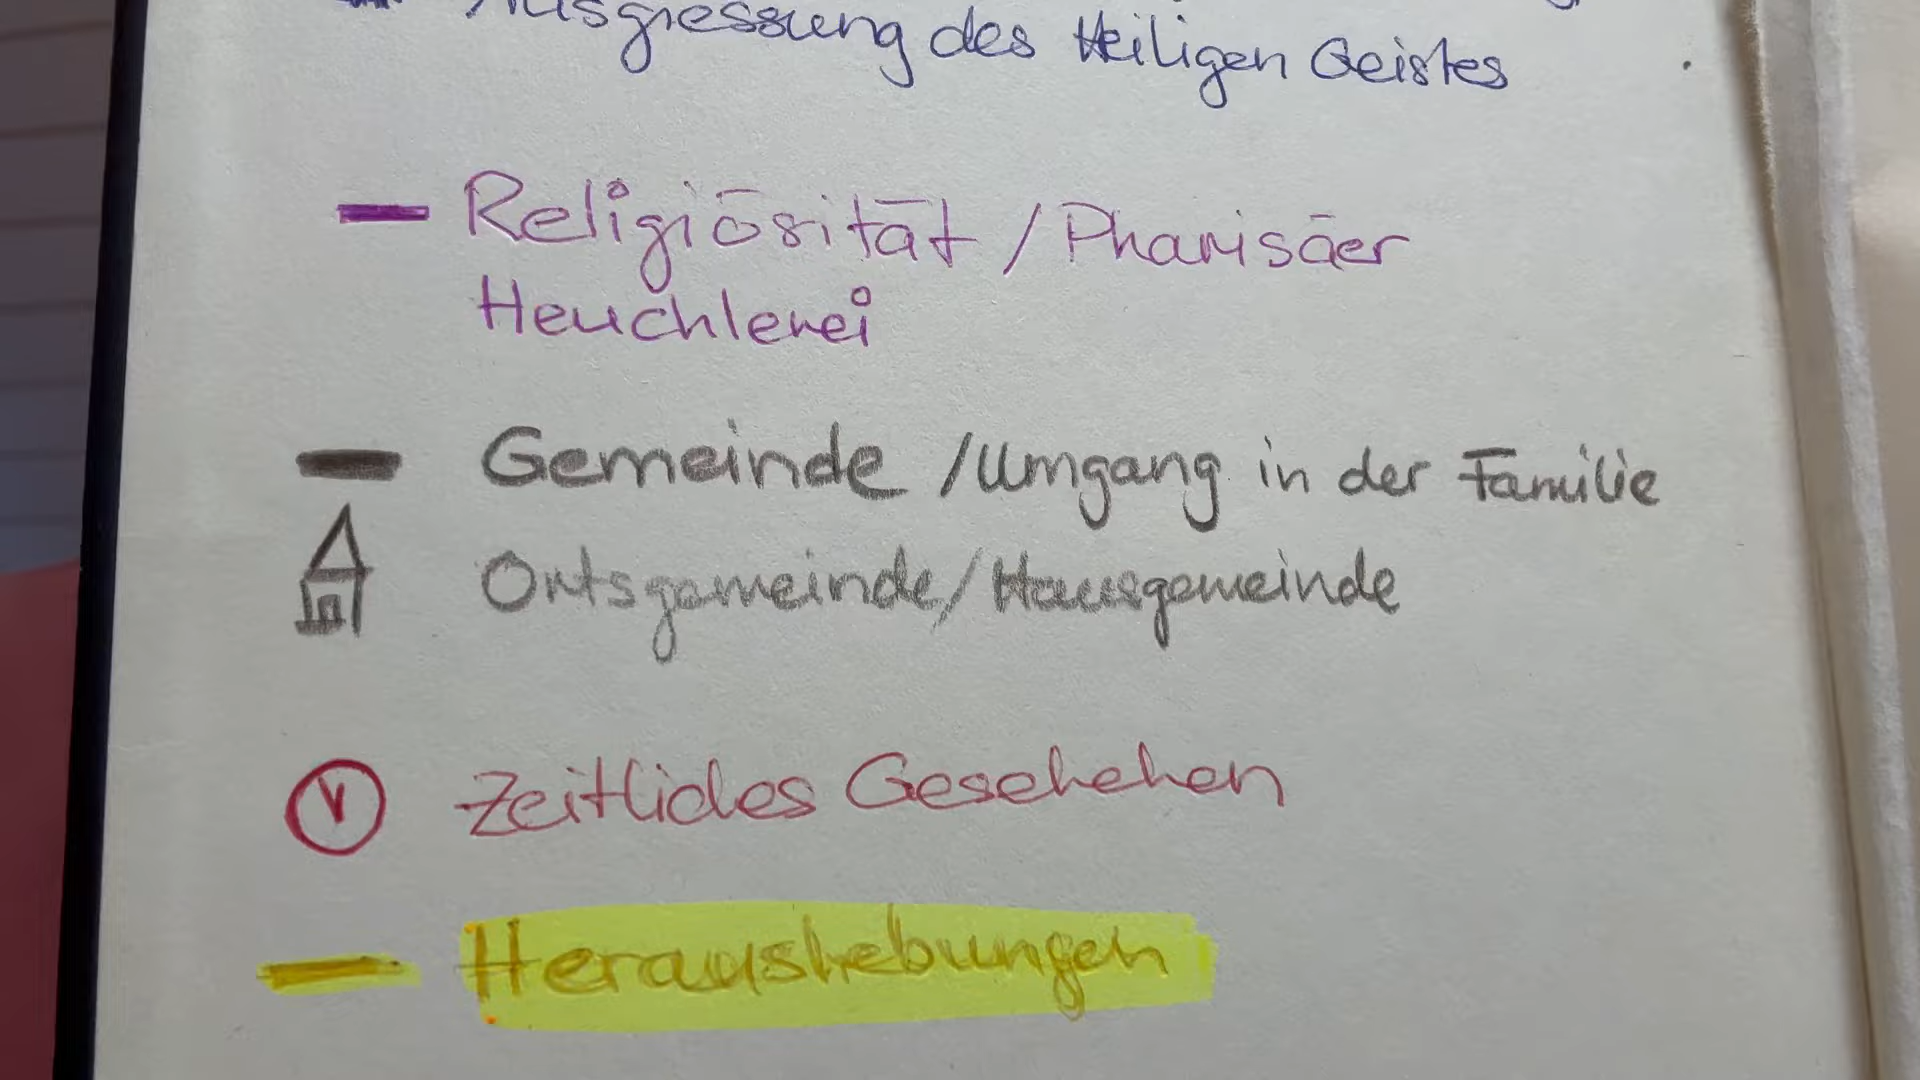 Ausgiessung des Heiligen Geistes
Religiösität / Pharisäer
Heuchlerei
Gemeinde / Umgang in der Familie
Ortsgemeinde / Hausgemeinde
Zeitliches Geschehen
Heraushebungen